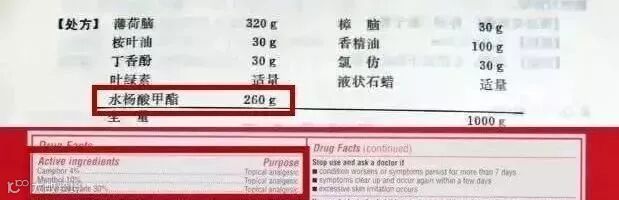 【处方】 薄荷脑 320 g 樟 脑 30 g
桉叶油 30 g 香精油 100 g
丁香酚 30 g 氯 仿 30 g
叶绿素 适量 液状石蜡 适量
水杨酸甲酯 260 g
全 量 1000 g
Drug Facts
Active ingredients Purpose
Camphor 4% Topical analgesic
Menthol 10% Topical analgesic
Methyl salicylate 30% Topical analgesic
Drug Facts (continued)
Stop use and ask a doctor if
■ condition worsens or symptoms persist for more than 7 days
■ symptoms clear up and occur again within a few days
■ excessive skin irritation occurs